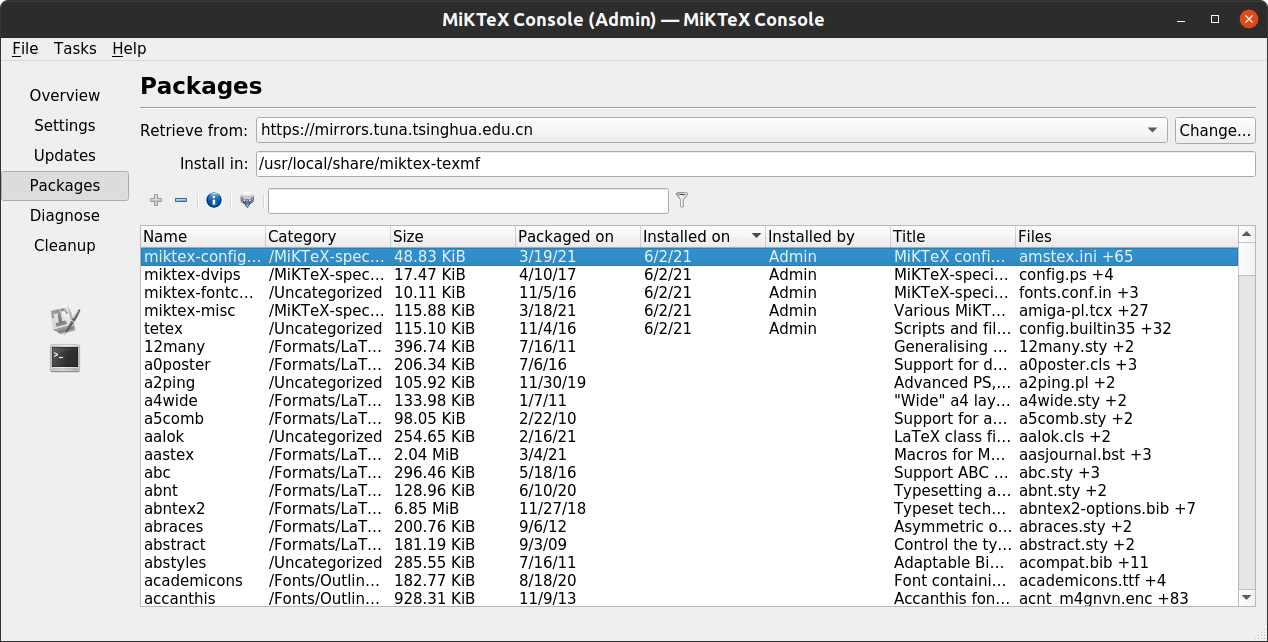 MiKTeX Console (Admin) — MiKTeX Console
File Tasks Help
Overview
Settings
Updates
Packages
Diagnose
Cleanup
Packages
Retrieve from: https://mirrors.tuna.tsinghua.edu.cn Change...
Install in: /usr/local/share/miktex-texmf
Name Category Size Packaged on Installed on Installed by Title Files
miktex-config... /MiKTeX-spec... 48.83 KiB 3/19/21 6/2/21 Admin MiKTeX confi... amstex.ini +65
miktex-dvips /MiKTeX-spec... 17.47 KiB 4/10/17 6/2/21 Admin MiKTeX-speci... config.ps +4
miktex-fontc... /Uncategorized 10.11 KiB 11/5/16 6/2/21 Admin MiKTeX-speci... fonts.conf.in +3
miktex-misc /MiKTeX-spec... 115.88 KiB 3/18/21 6/2/21 Admin Various MiKT... amiga-pl.tcx +27
tetex /Uncategorized 115.10 KiB 11/4/16 6/2/21 Admin Scripts and fil... config.builtin35 +32
12many /Formats/LaT... 396.74 KiB 7/16/11 Generalising ... 12many.sty +2
a0poster /Formats/LaT... 206.34 KiB 7/6/16 Support for d... a0poster.cls +3
a2ping /Uncategorized 105.92 KiB 11/30/19 Advanced PS,... a2ping.pl +2
a4wide /Formats/LaT... 133.98 KiB 1/7/11 "Wide" a4 lay... a4wide.sty +2
a5comb /Formats/LaT... 98.05 KiB 2/22/10 Support for a... a5comb.sty +2
aalok /Uncategorized 254.65 KiB 2/16/21 LaTeX class fi... aalok.cls +2
aastex /Formats/LaT... 2.04 MiB 3/4/21 Macros for M... aasjournal.bst +3
abc /Formats/LaT... 296.46 KiB 5/18/16 Support ABC ... abc.sty +3
abnt /Formats/LaT... 128.96 KiB 6/10/20 Typesetting a... abnt.sty +2
abntex2 /Formats/LaT... 6.85 MiB 11/27/18 Typeset tech... abntex2-options.bib +7
abraces /Formats/LaT... 200.76 KiB 9/6/12 Asymmetric o... abraces.sty +2
abstract /Formats/LaT... 181.19 KiB 9/3/09 Control the ty... abstract.sty +2
abstyles /Uncategorized 285.55 KiB 7/16/11 Adaptable Bi... acompat.bib +11
academicons /Fonts/Outlin... 182.77 KiB 8/18/20 Font containi... academicons.ttf +4
accanthis /Fonts/Outlin... 928.31 KiB 11/9/13 Accanthis fon... acnt_m4gnvn.enc +83